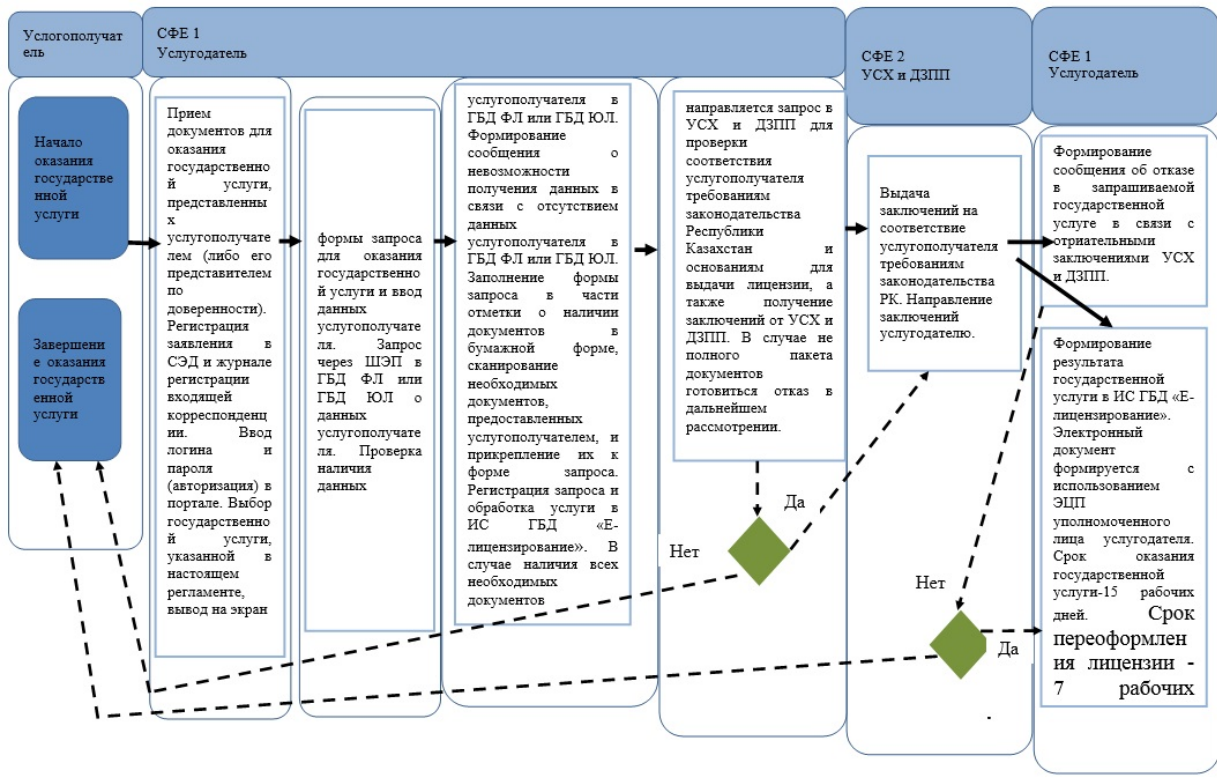 Услогополучат
ель
СФЕ 1
Услугодатель
СФЕ 2
УСХ и ДЗПП
СФЕ 1
Услугодатель
Начало
оказания
государстве
нной
услуги
Завершени
е оказания
государств
енной
услуги
Прием
документов для
оказания
государственно
й услуги,
представленны
х
услугополучате
лем (либо его
представителем
по
доверенности).
Регистрация
заявления в
СЭД и журнале
регистрации
входящей
корреспонденц
ии. Ввод
логина и
пароля
(авторизация) в
портале. Выбор
государственно
й услуги,
указанной в
настоящем
регламенте,
вывод на экран
формы запроса
для оказания
государственно
й услуги и ввод
данных
услугополучате
ля. Запрос
через ШЭП в
ГБД ФЛ или
ГБД ЮЛ о
данных
услугополучате
ля. Проверка
наличия
данных
услугополучателя в
ГБД ФЛ или ГБД ЮЛ.
Формирование
сообщения о
невозможности
получения данных в
связи с отсутствием
данных
услугополучателя в
ГБД ФЛ или ГБД ЮЛ.
Заполнение формы
запроса в части
отметки о наличии
документов в
бумажной форме,
сканирование
необходимых
документов,
предоставленных
услугополучателем, и
прикрепление их к
форме запроса.
Регистрация запроса и
обработка услуги в
ИС ГБД «Е-
лицензирование». В
случае наличия всех
необходимых
документов
направляется запрос в
УСХ и ДЗПП для
проверки
соответствия
услугополучателя
требованиям
законодательства
Республики
Казахстан и
основаниям для
выдачи лицензии, а
также получение
заключений от УСХ и
ДЗПП. В случае не
полного пакета
документов
готовиться отказ в
дальнейшем
рассмотрении.
Да
Нет
Выдача
заключений на
соответствие
услугополучателя
требованиям
законодательства
РК. Направление
заключений
услугодателю.
Формирование
сообщения об отказе
в запрашиваемой
государственной
услуге в связи с
отриательными
заключениями УСХ
и ДЗПП.
Нет
Да
Формирование
результата
государственной
услуги в ИС ГБД «Е-
лицензирование».
Электронный
документ
формируется с
использованием
ЭЦП
уполномоченного
лица услугодателя.
Срок оказания
государственной
услуги-15 рабочих
дней. Срок
переоформлен
ия лицензии -
7 рабочих